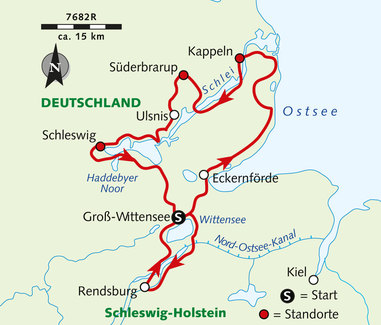 7682R
ca. 15 km
N
Kappeln
Süderbrarup
Schlei
DEUTSCHLAND
Ostsee
Ulsnis
Schleswig
Haddebyer
Noor
Eckernförde
Groß-Wittensee
S
Wittensee
Nord-Ostsee-Kanal
Kiel
Rendsburg
S = Start
= Standorte
Schleswig-Holstein